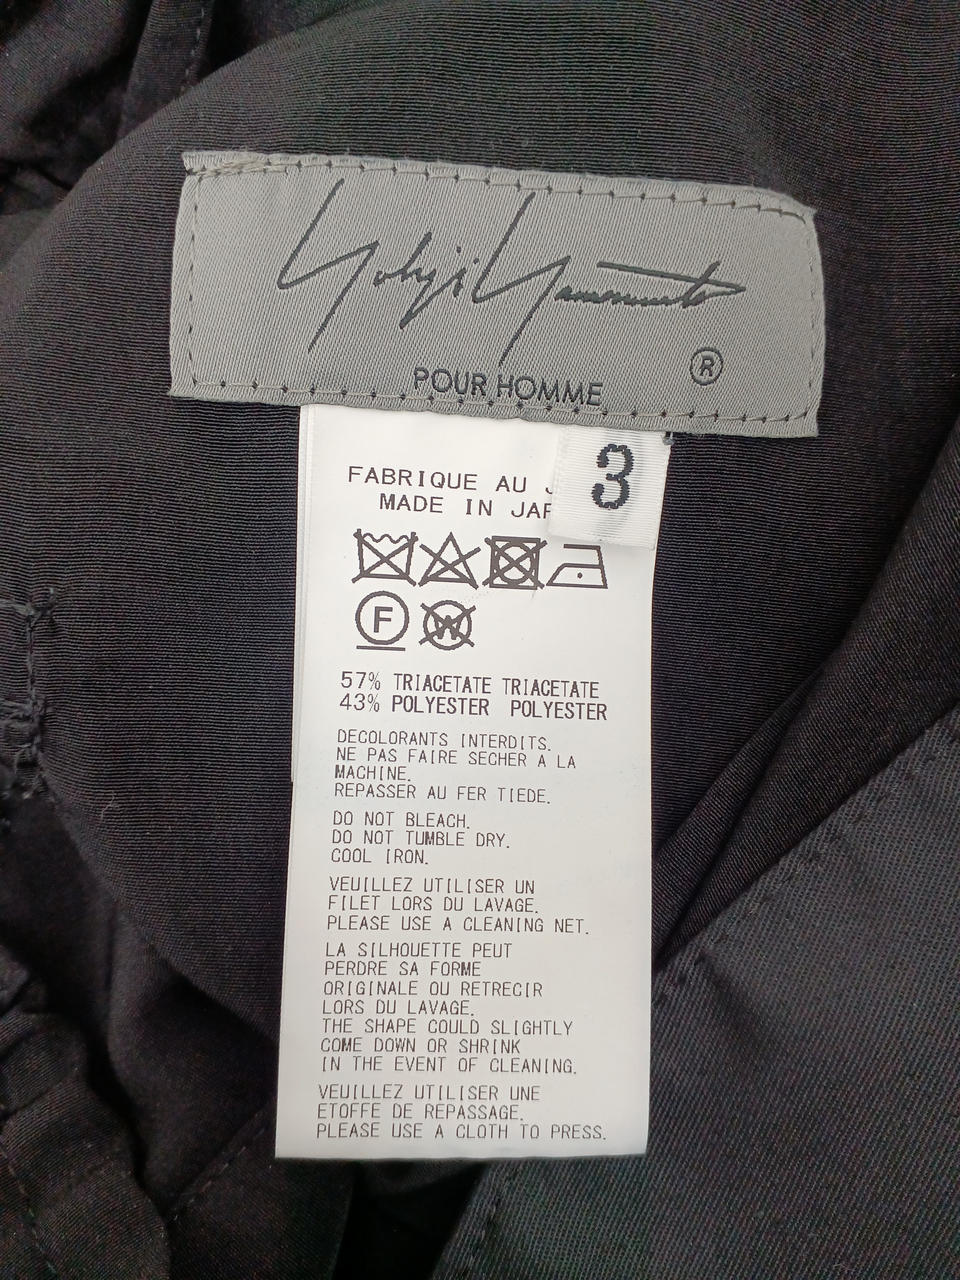 Yohji Yamamoto
POUR HOMME ®
3
FABRIQUE AU J
MADE IN JAP
F
W
57% TRIACETATE TRIACETATE
43% POLYESTER POLYESTER
DECOLORANTS INTERDITS.
NE PAS FAIRE SECHER A LA
MACHINE.
REPASSER AU FER TIEDE.
DO NOT BLEACH.
DO NOT TUMBLE DRY.
COOL IRON.
VEUILLEZ UTILISER UN
FILET LORS DU LAVAGE.
PLEASE USE A CLEANING NET.
LA SILHOUETTE PEUT
PERDRE SA FORME
ORIGINALE OU RETRECIR
LORS DU LAVAGE.
THE SHAPE COULD SLIGHTLY
COME DOWN OR SHRINK
IN THE EVENT OF CLEANING.
VEUILLEZ UTILISER UNE
ETOFFE DE REPASSAGE.
PLEASE USE A CLOTH TO PRESS.